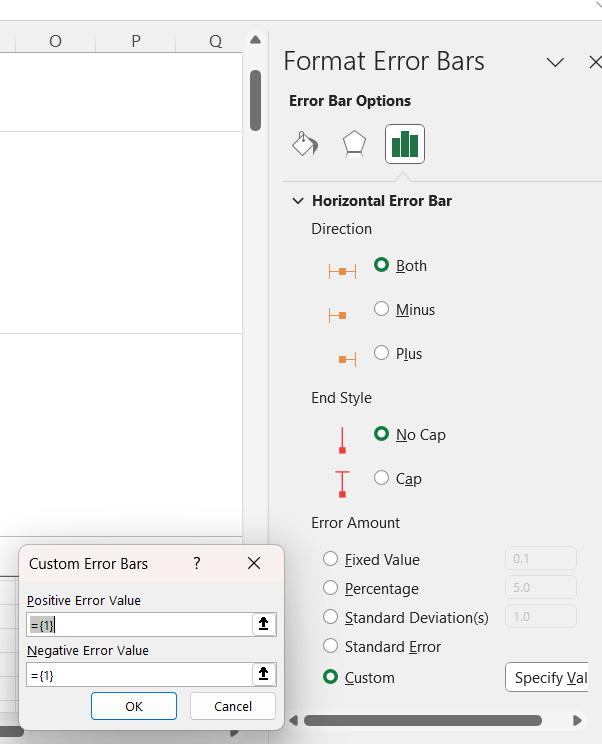 O P Q
Format Error Bars
Error Bar Options
Horizontal Error Bar
Direction
Both
Minus
Plus
End Style
No Cap
Cap
Error Amount
Fixed Value 0.1
Percentage 5.0
Standard Deviation(s) 1.0
Standard Error
Custom Specify Val
Custom Error Bars ?
Positive Error Value
={1}
Negative Error Value
={1}
OK Cancel